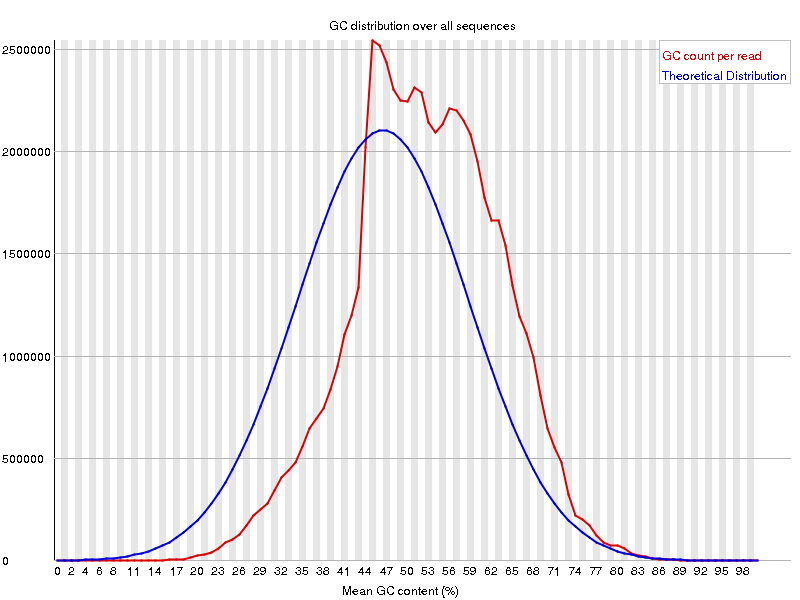 GC distribution over all sequences
GC count per read
Theoretical Distribution
2500000
2000000
1500000
1000000
500000
0
0 2 4 6 8 11 14 17 20 23 26 29 32 35 38 41 44 47 50 53 56 59 62 65 68 71 74 77 80 83 86 89 92 95 98
Mean GC content (%)